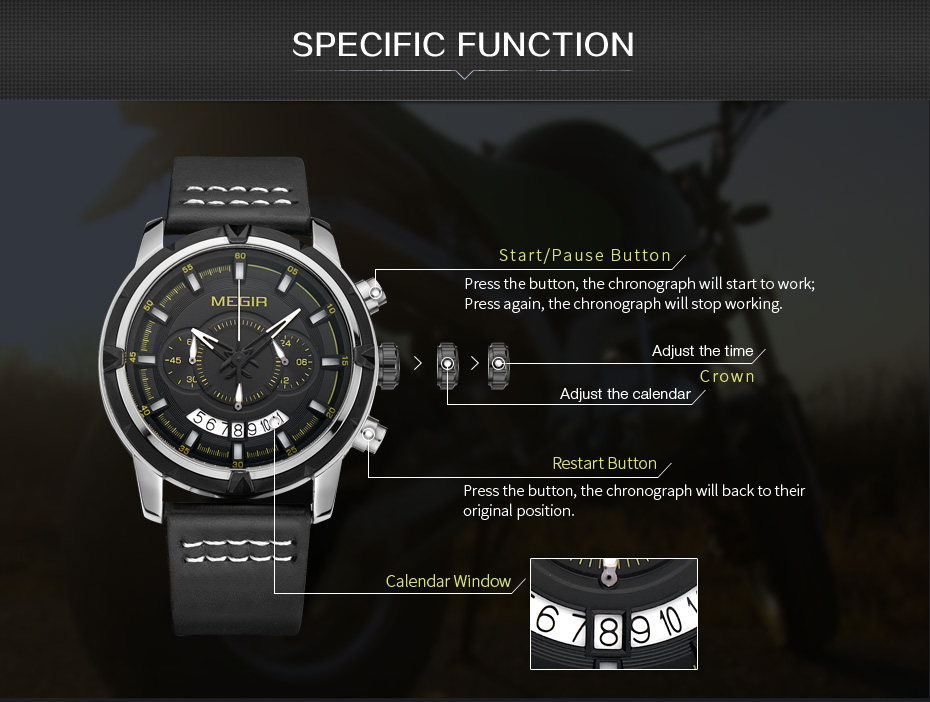 SPECIFIC FUNCTION
60
55
05
50
10
MEGIR
45
15
-45
24
06
30
12
40
20
5 6 7 8 9 10
35
25
30
Start/Pause Button
Press the button, the chronograph will start to work;
Press again, the chronograph will stop working.
Adjust the time
Crown
Adjust the calendar
Restart Button
Press the button, the chronograph will back to their
original position.
Calendar Window
6 7 8 9 10